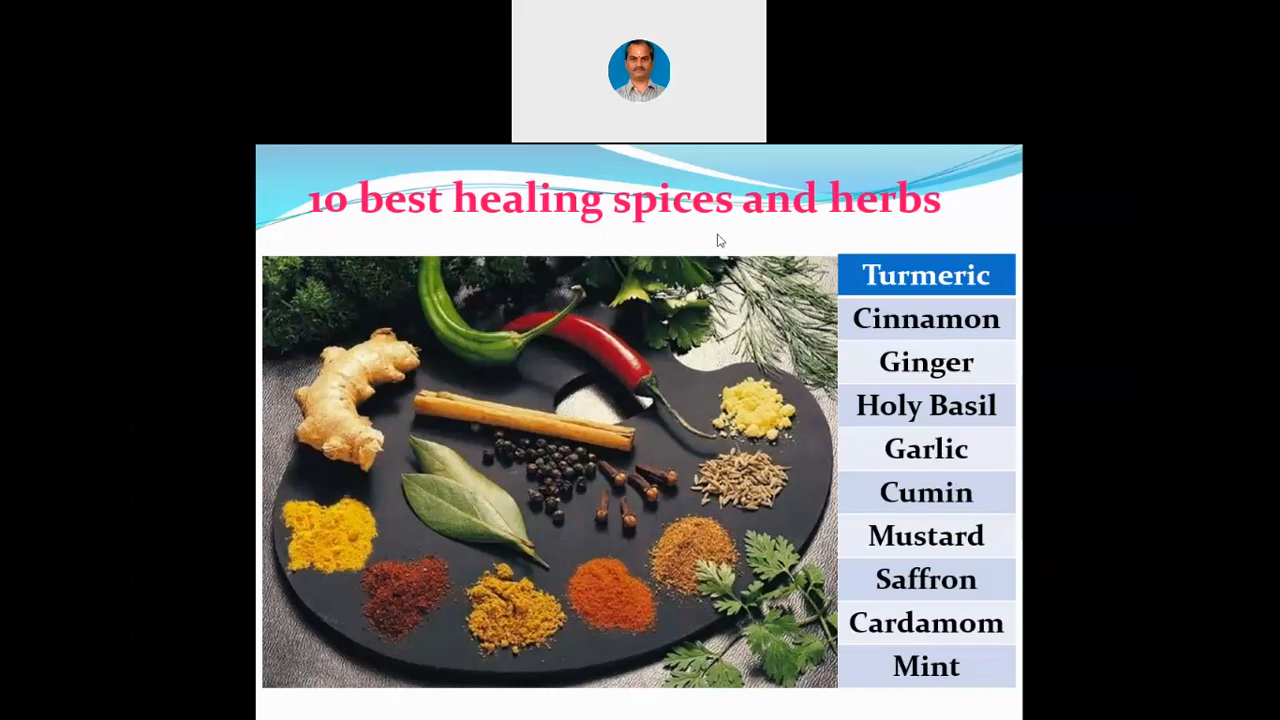 10 best healing spices and herbs
Turmeric
Cinnamon
Ginger
Holy Basil
Garlic
Cumin
Mustard
Saffron
Cardamom
Mint